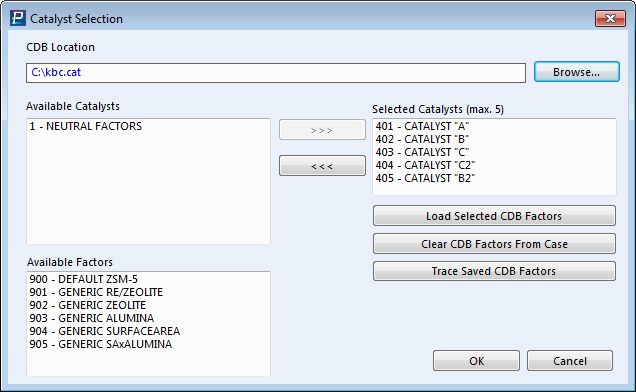 Catalyst Selection
CDB Location
C:\kbc.cat
Browse...
Available Catalysts
1 - NEUTRAL FACTORS
> > >
< < <
Selected Catalysts (max. 5)
401 - CATALYST "A"
402 - CATALYST "B"
403 - CATALYST "C"
404 - CATALYST "C2"
405 - CATALYST "B2"
Load Selected CDB Factors
Clear CDB Factors From Case
Trace Saved CDB Factors
Available Factors
900 - DEFAULT ZSM-5
901 - GENERIC RE/ZEOLITE
902 - GENERIC ZEOLITE
903 - GENERIC ALUMINA
904 - GENERIC SURFACEAREA
905 - GENERIC SAxALUMINA
OK
Cancel